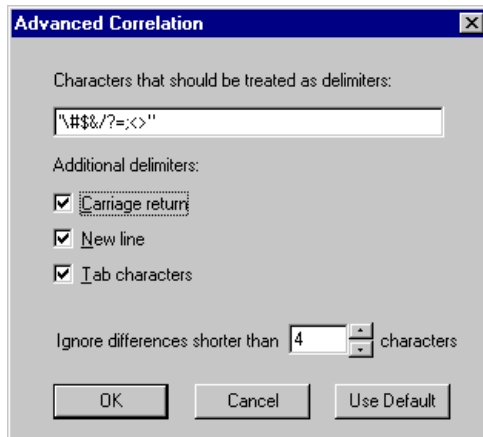 Advanced Correlation
Characters that should be treated as delimiters:
"\#$&/?=;<>"
Additional delimiters:
Carriage return
New line
Tab characters
Ignore differences shorter than 4 characters
OK Cancel Use Default